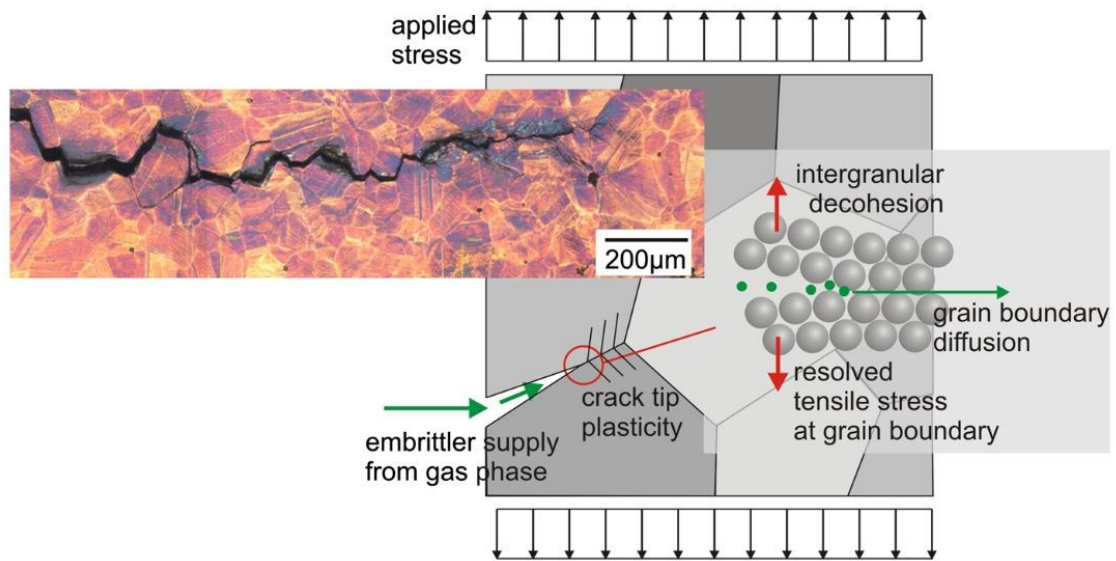 applied
stress
200µm
intergranular
decohesion
grain boundary
diffusion
crack tip
plasticity
resolved
tensile stress
at grain boundary
embrittler supply
from gas phase